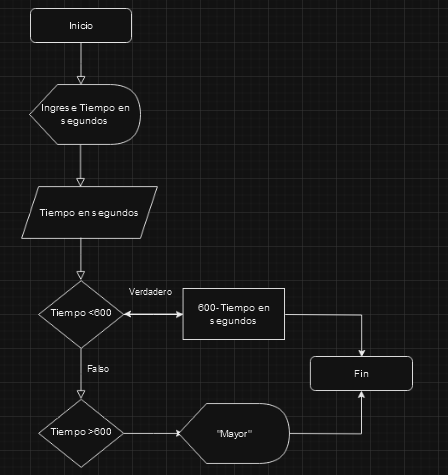 Inicio
Ingrese Tiempo en
segundos
Tiempo en segundos
Tiempo <600
Verdadero
600-Tiempo en
segundos
Falso
Fin
Tiempo >600
"Mayor"